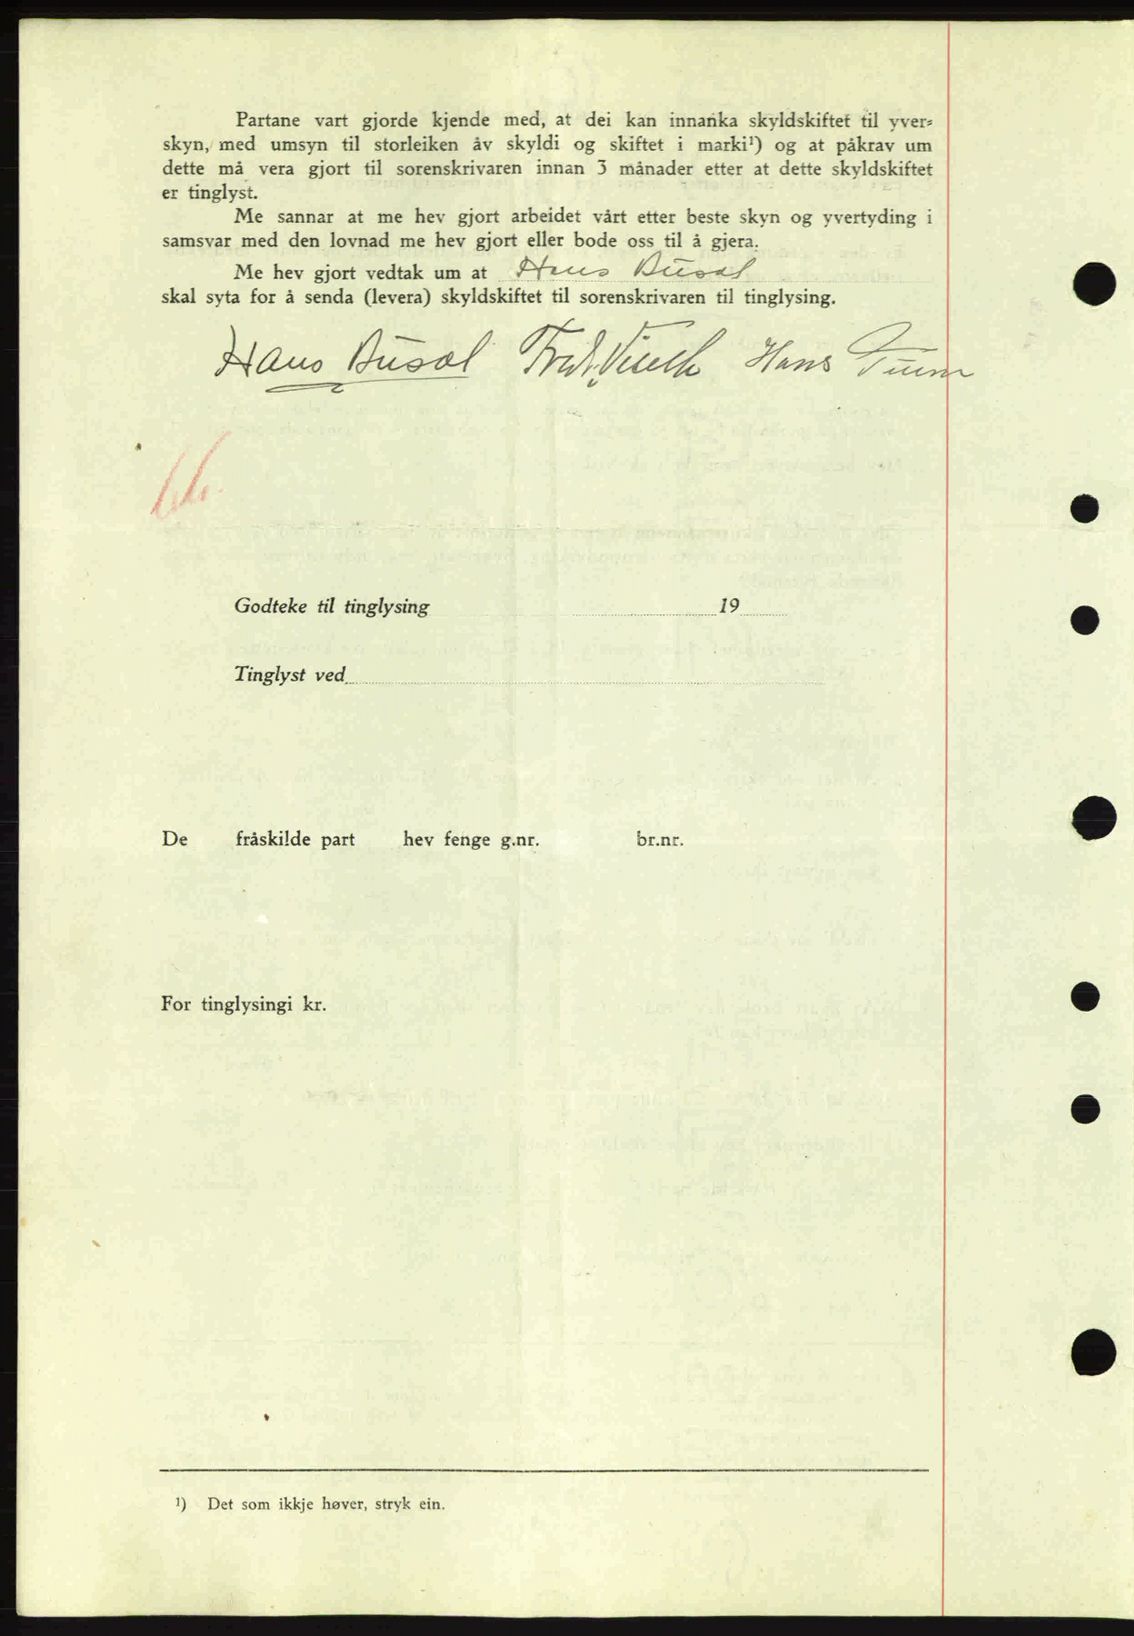 Partane vart gjorde kjende med, at dei kan innanka skyldskiftet til yver-
skyn, med umsyn til storleiken åv skyldi og skiftet i marki¹) og at påkrav um
dette må vera gjort til sorenskrivaren innan 3 månader etter at dette skyldskiftet
er tinglyst.
Me sannar at me hev gjort arbeidet vårt etter beste skyn og yvertyding i
samsvar med den lovnad me hev gjort eller bode oss til å gjera.
Me hev gjort vedtak um at Hans Busæl
skal syta for å senda (levera) skyldskiftet til sorenskrivaren til tinglysing.
Hans Busæl Hans
Godteke til tinglysing 19
Tinglyst ved
De fråskilde part hev fenge g.nr. br.nr.
For tinglysingi kr.
¹) Det som ikkje høver, stryk ein.